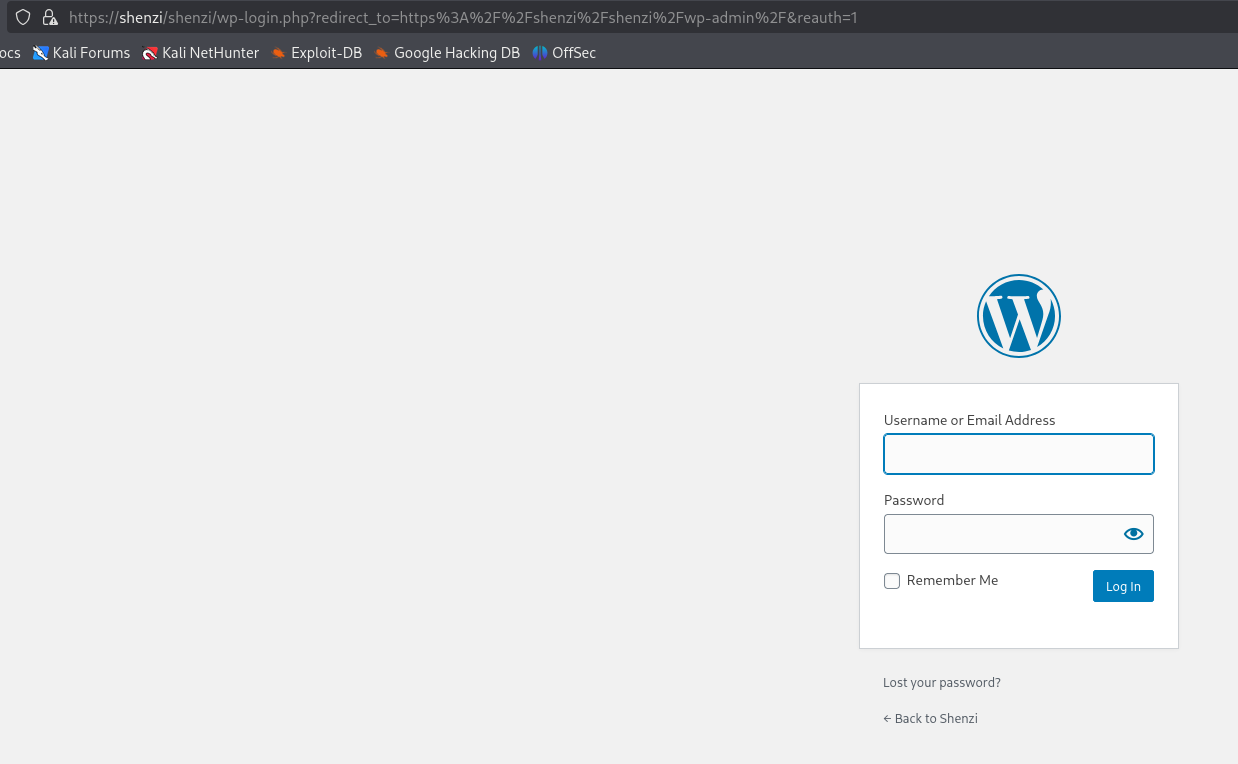 https://shenzi/shenzi/wp-login.php?redirect_to=https%3A%2F%2Fshenzi%2Fshenzi%2Fwp-admin%2F&reauth=1
ocs Kali Forums Kali NetHunter Exploit-DB Google Hacking DB OffSec
Username or Email Address
Password
Remember Me Log In
Lost your password?
← Back to Shenzi